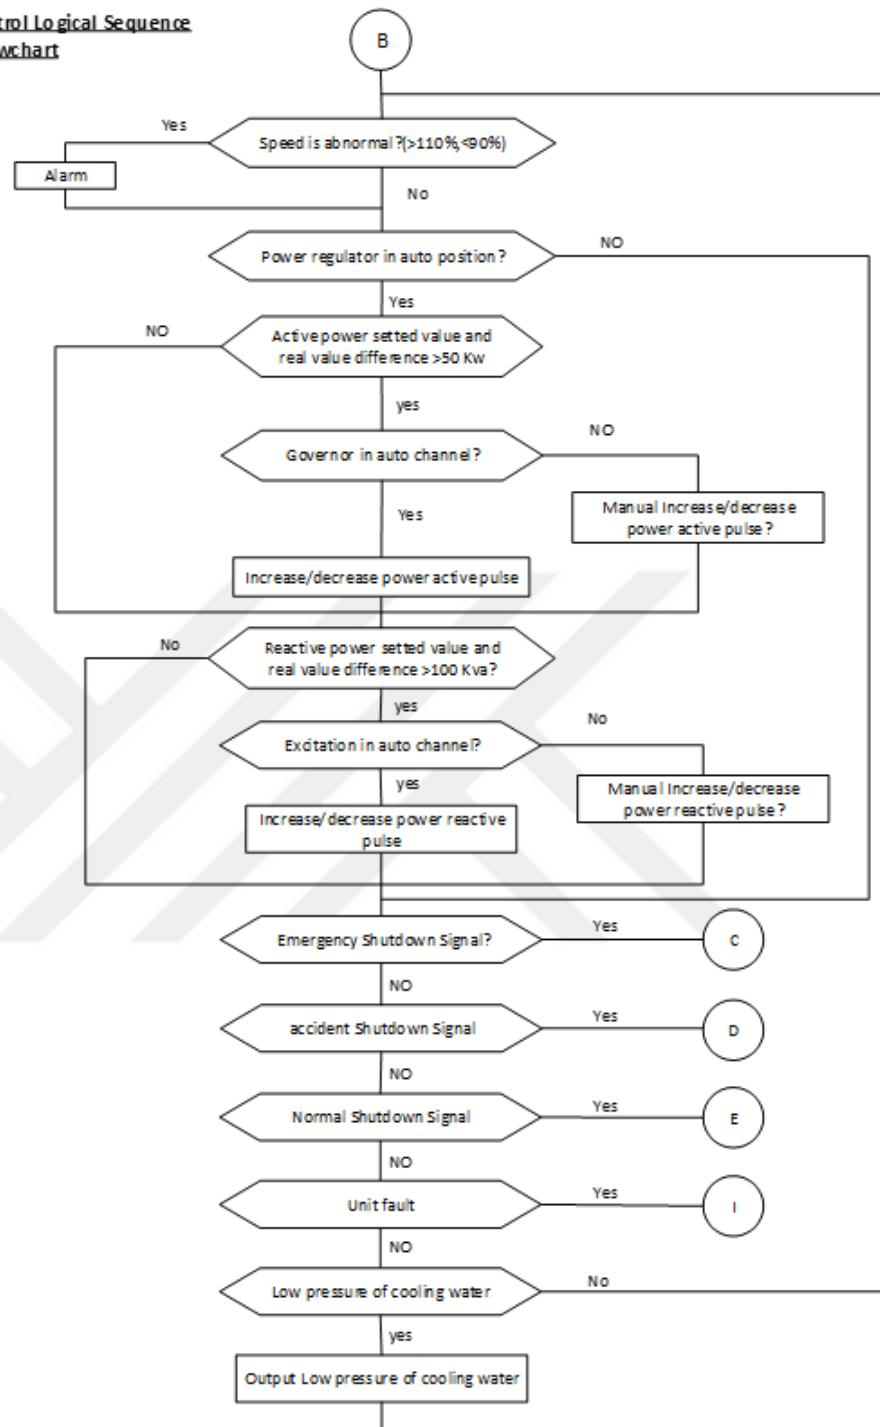 trol Logical Sequence
wchart
B
Yes
Speed is abnormal?(>110%,<90%)
Alarm
No
Power regulator in auto position?
NO
Yes
NO
Active power setted value and
real value difference >50 Kw
yes
Governor in auto channel?
NO
Yes
Manual Increase/decrease
power active pulse?
Increase/decrease power active pulse
No
Reactive power setted value and
real value difference >100 Kva?
yes
Excitation in auto channel?
No
yes
Manual Increase/decrease
power reactive pulse?
Increase/decrease power reactive
pulse
Emergency Shutdown Signal?
Yes
C
NO
accident Shutdown Signal
Yes
D
NO
Normal Shutdown Signal
Yes
E
NO
Unit fault
Yes
I
NO
Low pressure of cooling water
No
yes
Output Low pressure of cooling water